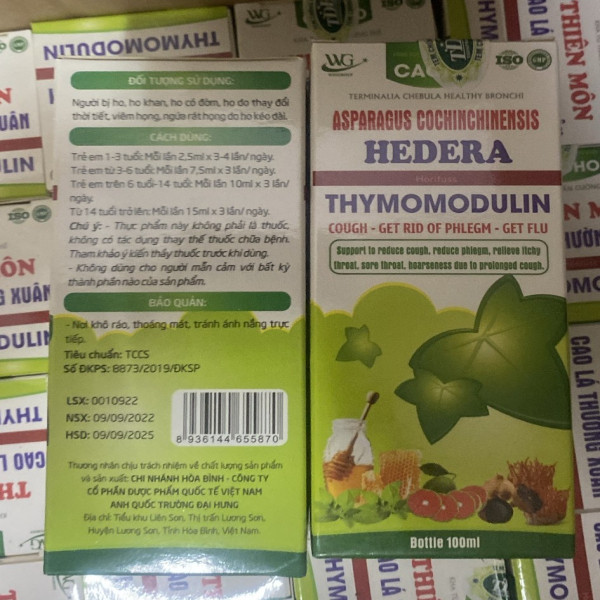 ĐỐI TƯỢNG SỬ DỤNG:
Người bị ho, ho khan, ho có đờm, ho do thay đổi
thời tiết, viêm họng, ngứa rát họng do ho kéo dài.
CÁCH DÙNG:
Trẻ em 1-3 tuổi: Mỗi lần 2,5ml x 3-4 lần/ ngày.
Trẻ em từ 3-6 tuổi: Mỗi lần 7,5ml x 3 lần/ ngày.
Trẻ em trên 6 tuổi-14 tuổi: Mỗi lần 10ml x 3 lần/
ngày.
Từ 14 tuổi trở lên: Mỗi lần 15ml x 3 lần/ ngày.
Chú ý: - Thực phẩm này không phải là thuốc,
không có tác dụng thay thế thuốc chữa bệnh.
Tham khảo ý kiến thầy thuốc trước khi dùng.
- Không dùng cho người mẫn cảm với bất kỳ
thành phần nào của sản phẩm.
BẢO QUẢN:
- Nơi khô ráo, thoáng mát, tránh ánh nắng trực
tiếp.
Tiêu chuẩn: TCCS
Số ĐKPS: 8873/2019/ĐKSP
LSX: 0010922
NSX: 09/09/2022
HSD: 09/09/2025
8 936144 655870
Thương nhân chịu trách nhiệm về chất lượng sản phẩm
và sản xuất: CHI NHÁNH HÒA BÌNH - CÔNG TY
CỔ PHẦN DƯỢC PHẨM QUỐC TẾ VIỆT NAM
ANH QUỐC TRƯỜNG ĐẠI HƯNG
Địa chỉ: Tiểu khu Liên Sơn, Thị trấn Lương Sơn,
Huyện Lương Sơn, Tỉnh Hòa Bình, Việt Nam.
WG
CAO
ISO
GMP
TERMINALIA CHEBULA HEALTHY BRONCHI
ASPARAGUS COCHINCHINENSIS
HEDERA
THYMOMODULIN
COUGH - GET RID OF PHLEGM - GET FLU
Support to reduce cough, reduce phlegm, relieve itchy
throat, sore throat, hoarseness due to prolonged cough.
Bottle 100ml
THYMOMODULIN
THIÊN MÔN
CAO LÁ